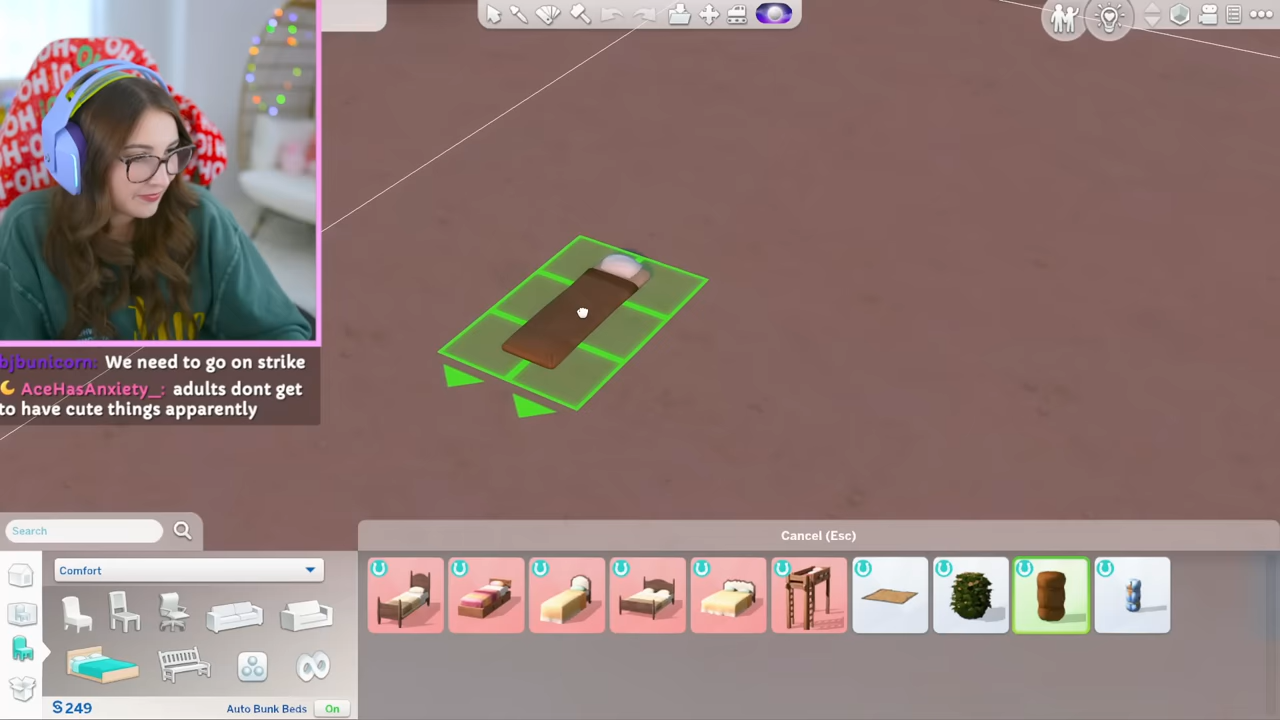 bjbunicorn: We need to go on strike
AceHasAnxiety_: adults dont get
to have cute things apparently
Search
Cancel (Esc)
Comfort
§249
Auto Bunk Beds
On